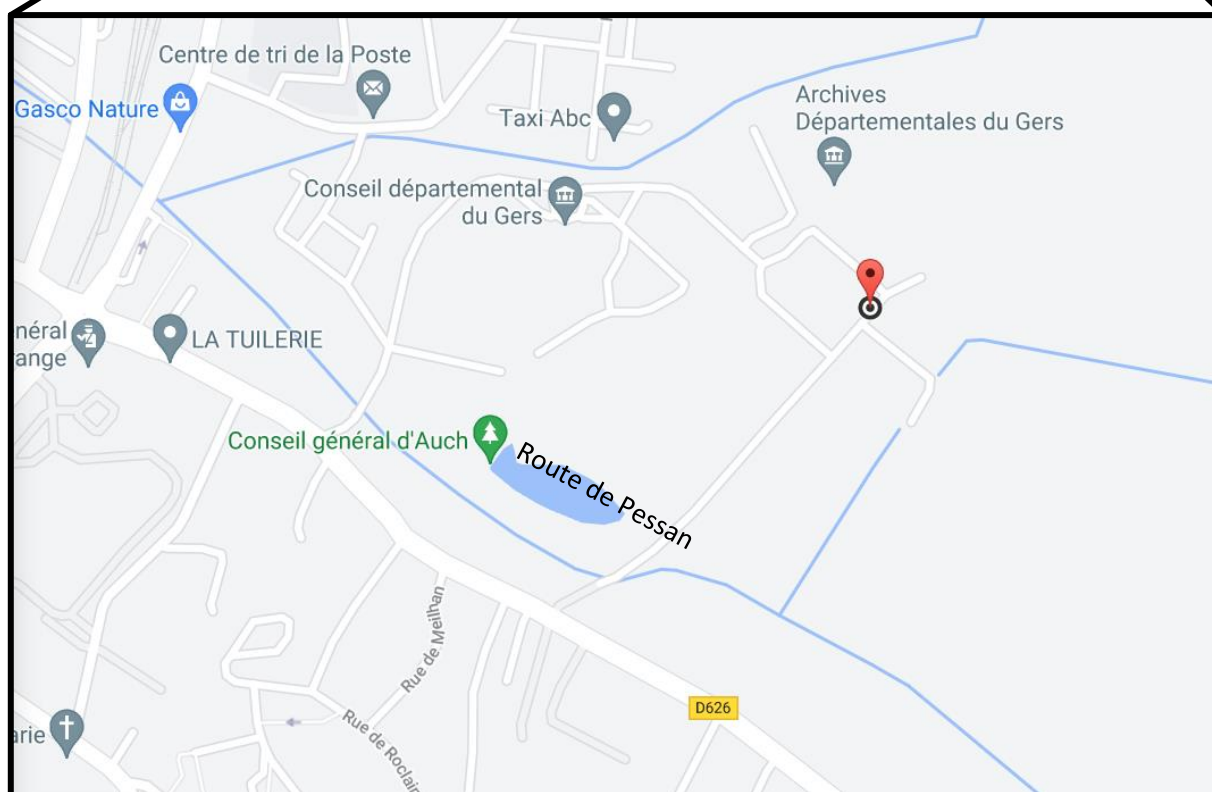 Centre de tri de la Poste
Gasco Nature
Taxi Abc
Archives
Départementales du Gers
Conseil départemental
du Gers
LA TUILERIE
néral
ange
Conseil général d'Auch
Route de Pessan
Rue de Meilhan
D626
Rue de Roclair
arie